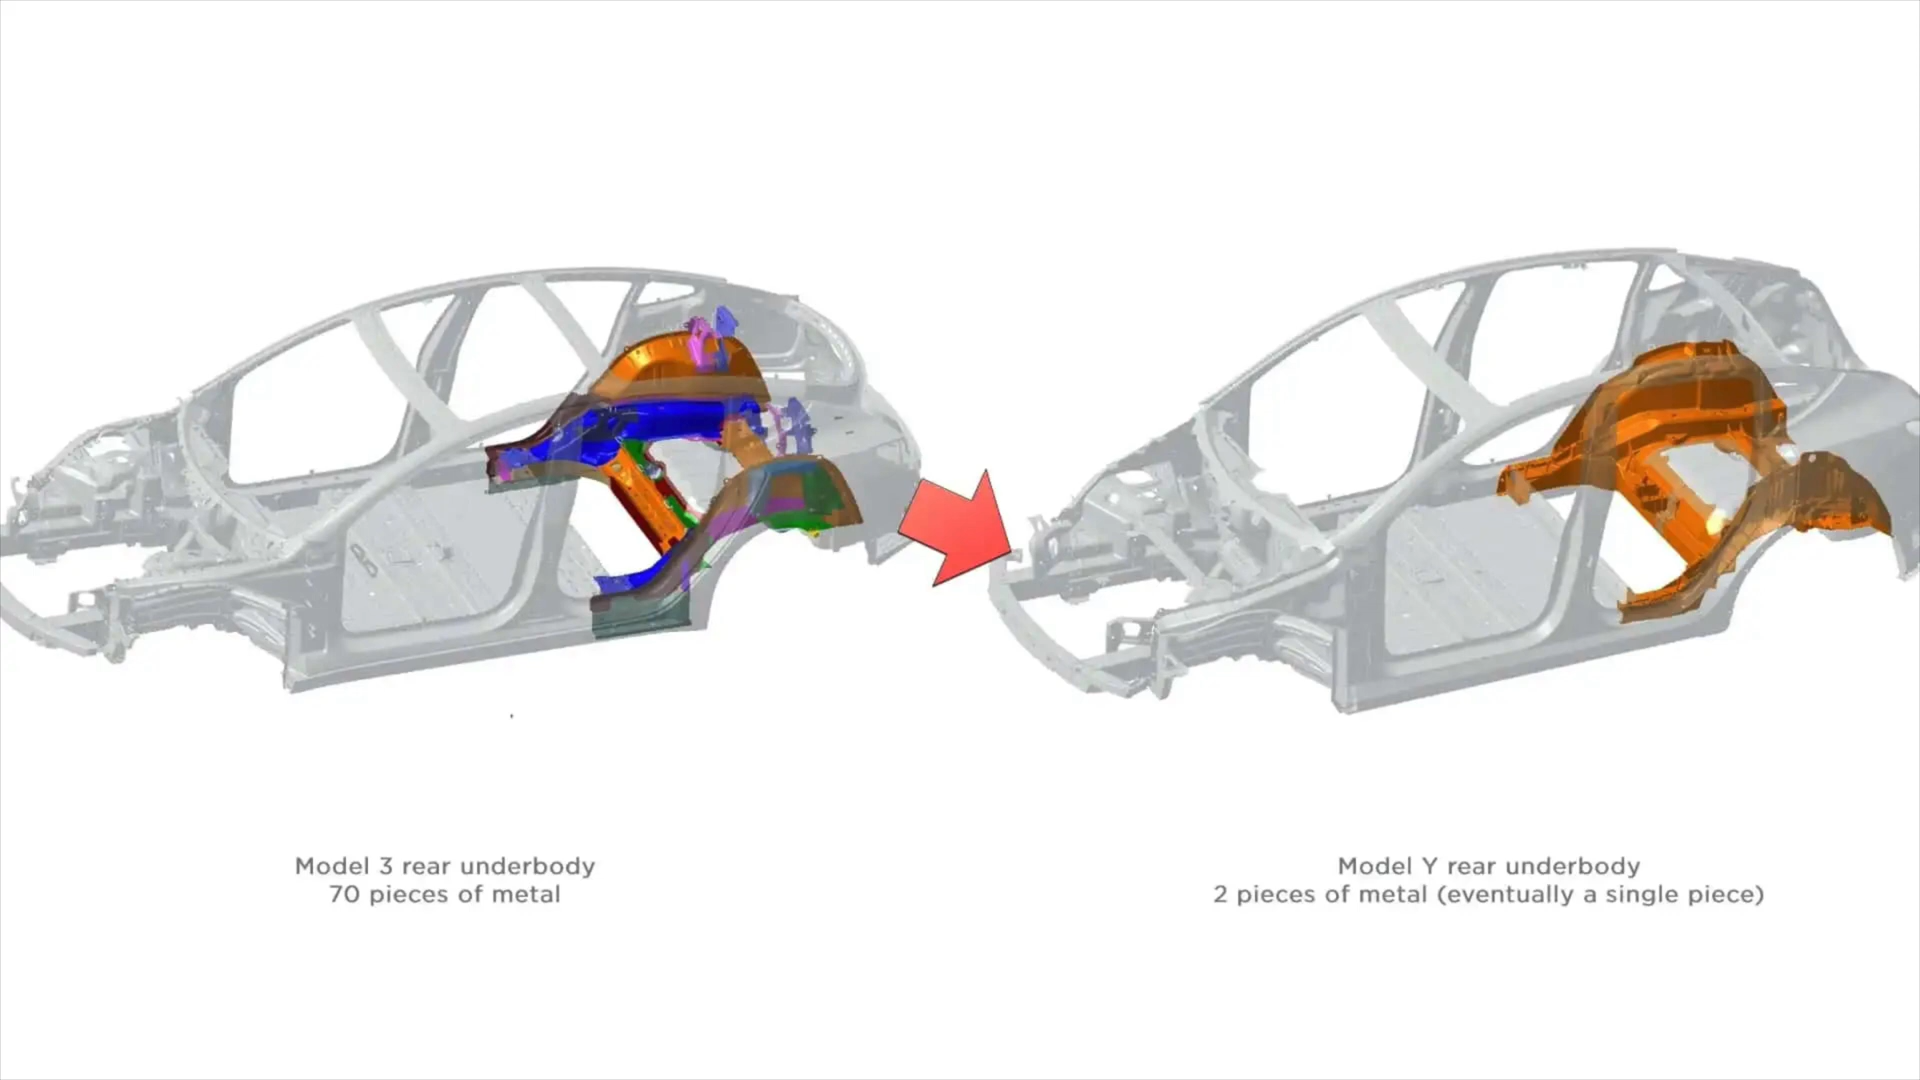 Model 3 rear underbody
70 pieces of metal
Model Y rear underbody
2 pieces of metal (eventually a single piece)